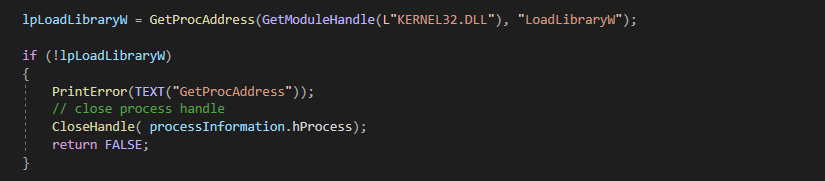 lpLoadLibraryW = GetProcAddress(GetModuleHandle(L"KERNEL32.DLL"), "LoadLibraryW");
if (!lpLoadLibraryW)
{
PrintError(TEXT("GetProcAddress"));
// close process handle
CloseHandle( processInformation.hProcess);
return FALSE;
}